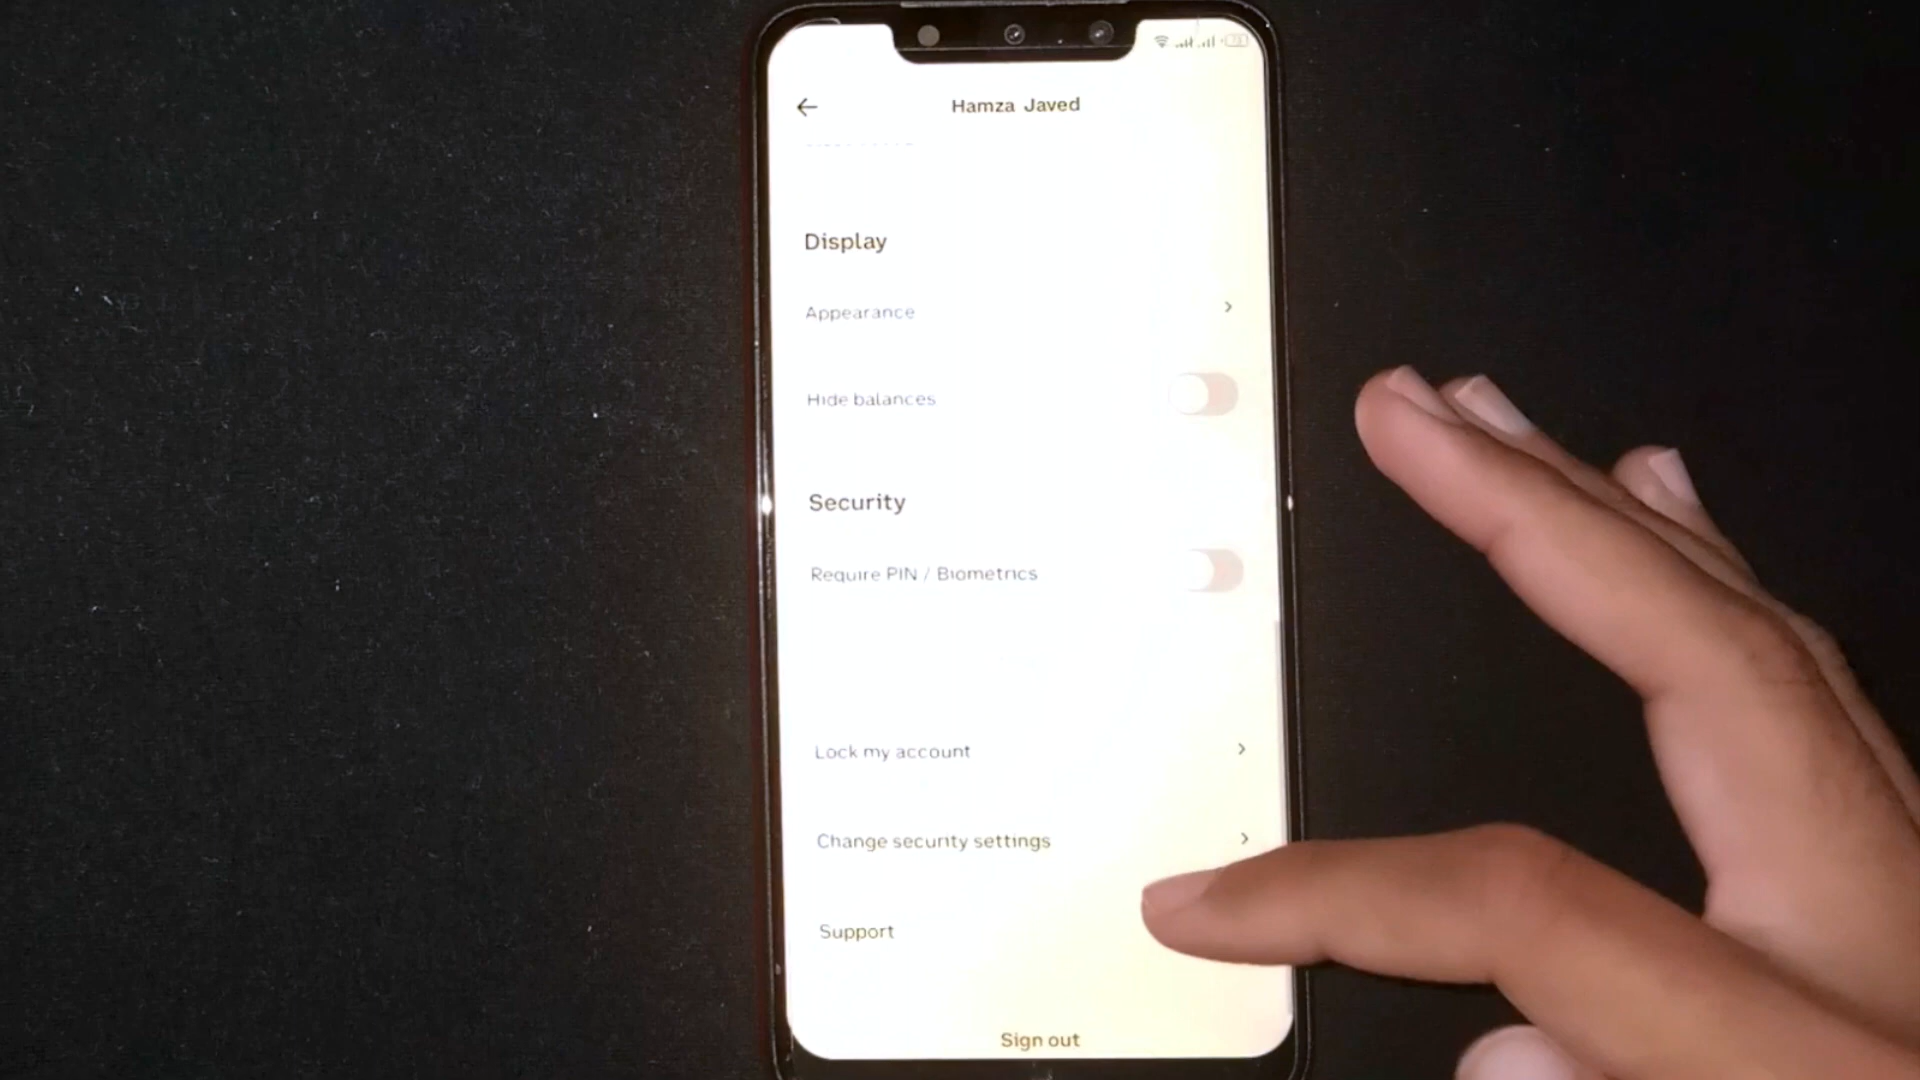 Hamza Javed
Display
Appearance
Hide balances
Security
Require PIN / Biometrics
Lock my account
Change security settings
Support
Sign out